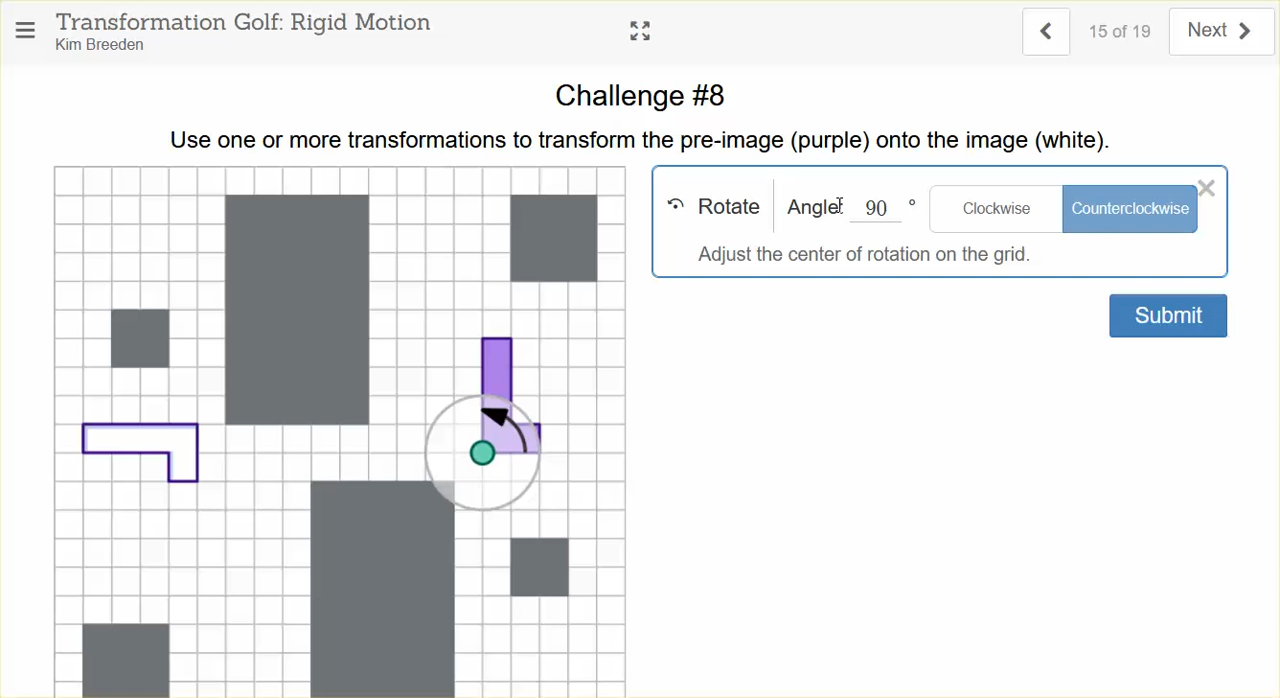 Transformation Golf: Rigid Motion
Kim Breeden
15 of 19
Next
Challenge #8
Use one or more transformations to transform the pre-image (purple) onto the image (white).
Rotate Angle: 90 ° Clockwise Counterclockwise
Adjust the center of rotation on the grid.
Submit